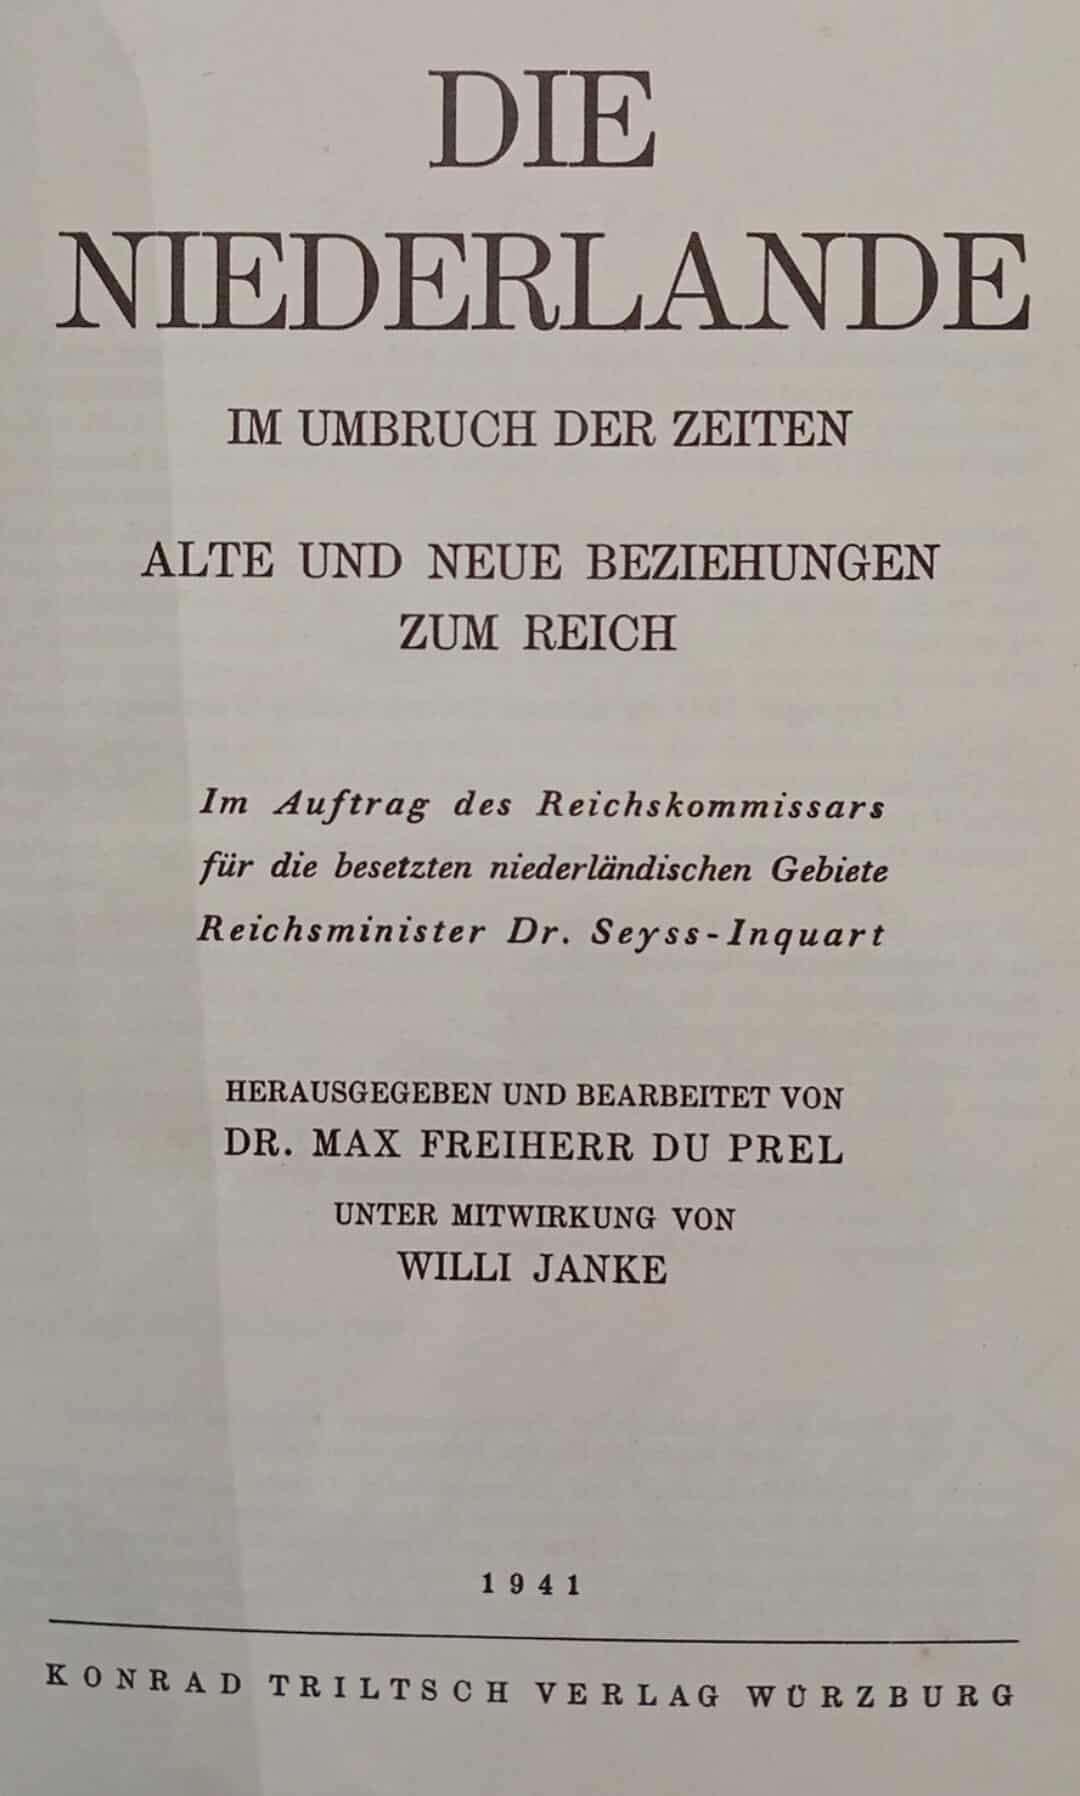 DIE
NIEDERLANDE
IM UMBRUCH DER ZEITEN
ALTE UND NEUE BEZIEHUNGEN
ZUM REICH
Im Auftrag des Reichskommissars
für die besetzten niederländischen Gebiete
Reichsminister Dr. Seyss-Inquart
HERAUSGEGEBEN UND BEARBEITET VON
DR. MAX FREIHERR DU PREL
UNTER MITWIRKUNG VON
WILLI JANKE
1941
KONRAD TRILTSCH VERLAG WÜRZBURG